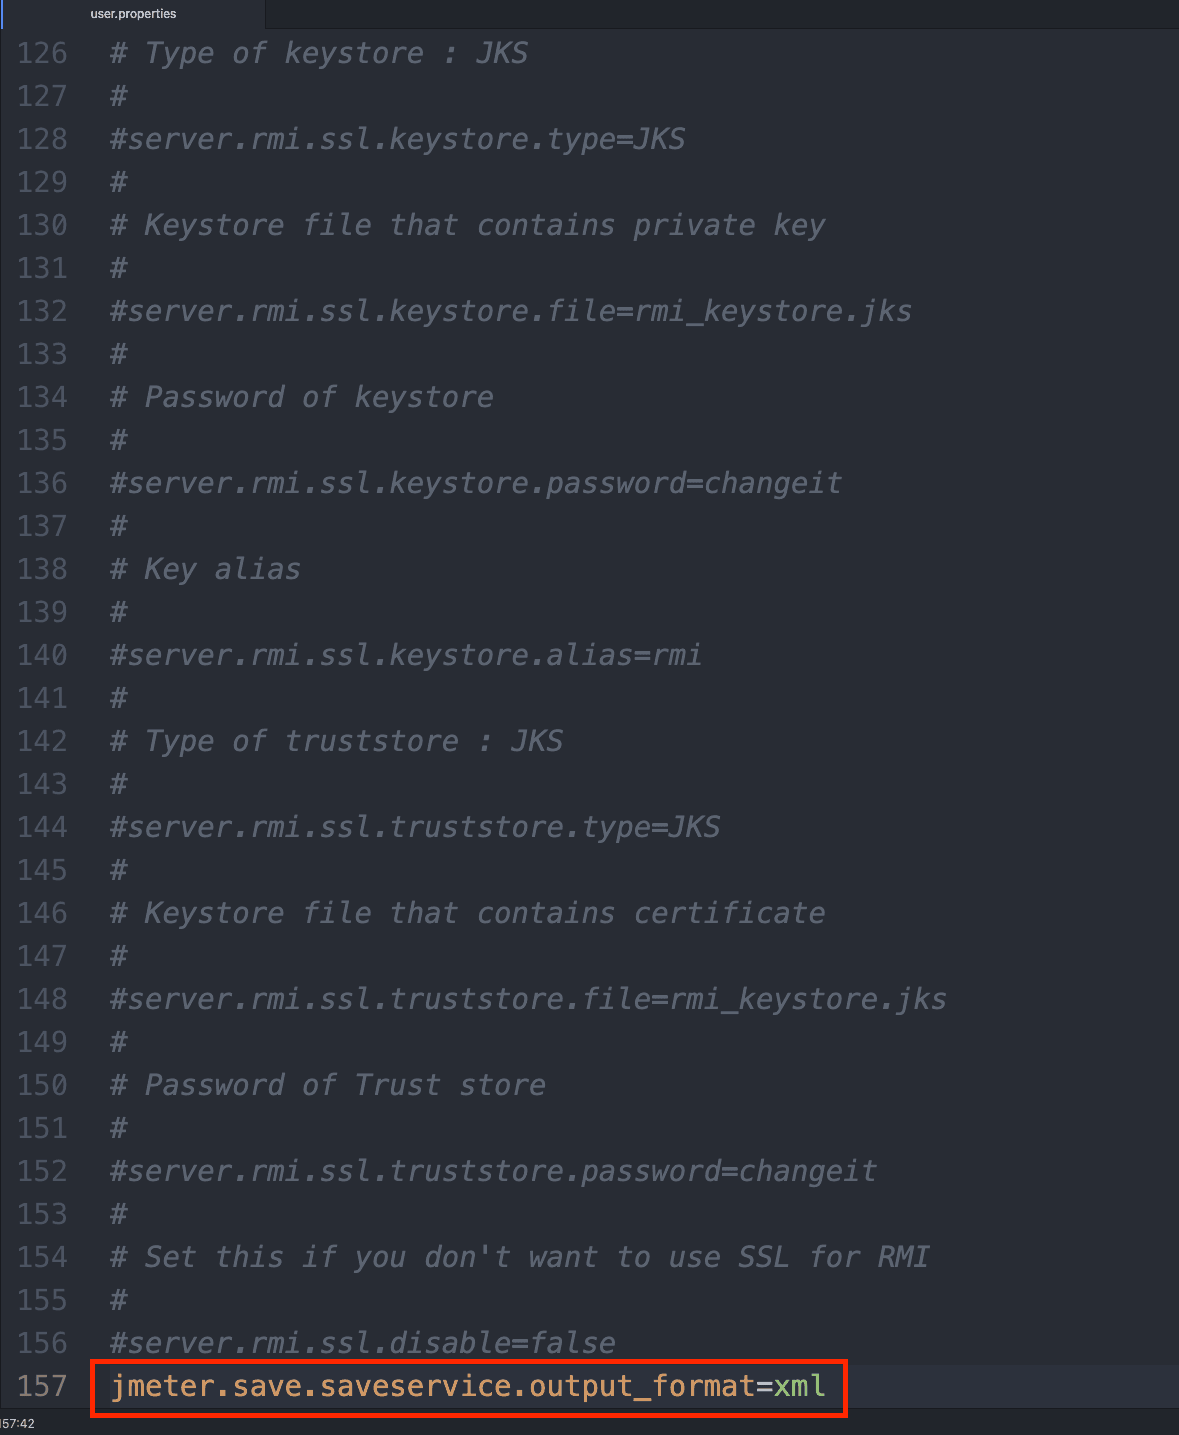 user.properties
126 # Type of keystore : JKS
127 #
128 #server.rmi.ssl.keystore.type=JKS
129 #
130 # Keystore file that contains private key
131 #
132 #server.rmi.ssl.keystore.file=rmi_keystore.jks
133 #
134 # Password of keystore
135 #
136 #server.rmi.ssl.keystore.password=changeit
137 #
138 # Key alias
139 #
140 #server.rmi.ssl.keystore.alias=rmi
141 #
142 # Type of truststore : JKS
143 #
144 #server.rmi.ssl.truststore.type=JKS
145 #
146 # Keystore file that contains certificate
147 #
148 #server.rmi.ssl.truststore.file=rmi_keystore.jks
149 #
150 # Password of Trust store
151 #
152 #server.rmi.ssl.truststore.password=changeit
153 #
154 # Set this if you don't want to use SSL for RMI
155 #
156 #server.rmi.ssl.disable=false
157 jmeter.save.saveservice.output_format=xml
157:42